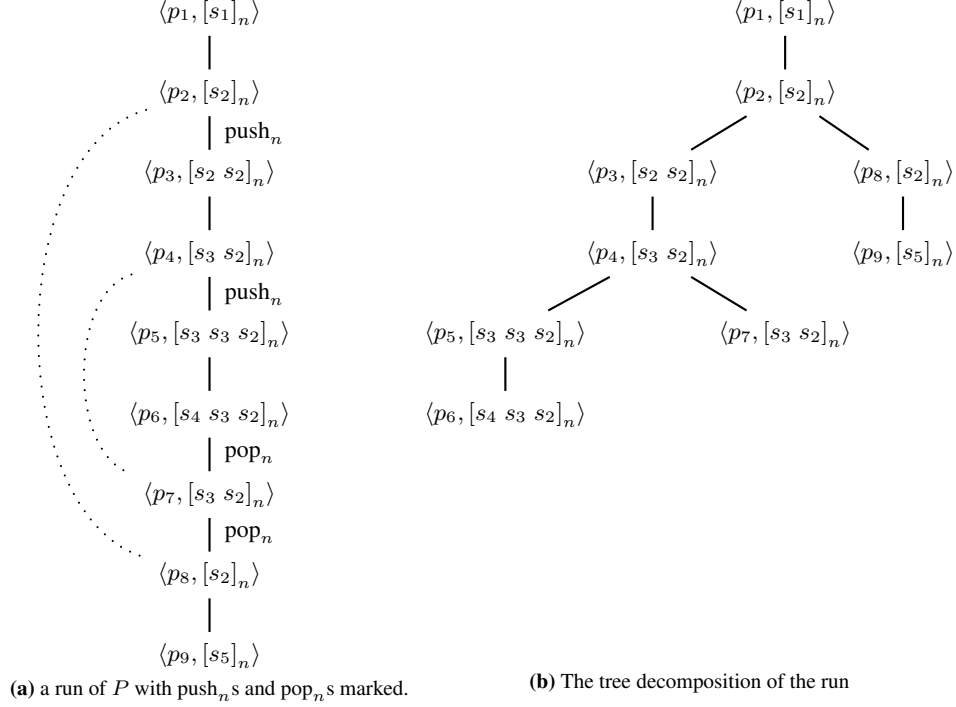 ⟨p₁, [s₁]ₙ⟩
⟨p₂, [s₂]ₙ⟩
pushₙ
⟨p₃, [s₂ s₂]ₙ⟩
⟨p₄, [s₃ s₂]ₙ⟩
pushₙ
⟨p₅, [s₃ s₃ s₂]ₙ⟩
⟨p₆, [s₄ s₃ s₂]ₙ⟩
popₙ
⟨p₇, [s₃ s₂]ₙ⟩
popₙ
⟨p₈, [s₂]ₙ⟩
⟨p₉, [s₅]ₙ⟩
(a) a run of P with pushₙs and popₙs marked.
⟨p₁, [s₁]ₙ⟩
⟨p₂, [s₂]ₙ⟩
⟨p₃, [s₂ s₂]ₙ⟩ ⟨p₈, [s₂]ₙ⟩
⟨p₄, [s₃ s₂]ₙ⟩ ⟨p₉, [s₅]ₙ⟩
⟨p₅, [s₃ s₃ s₂]ₙ⟩ ⟨p₇, [s₃ s₂]ₙ⟩
⟨p₆, [s₄ s₃ s₂]ₙ⟩
(b) The tree decomposition of the run